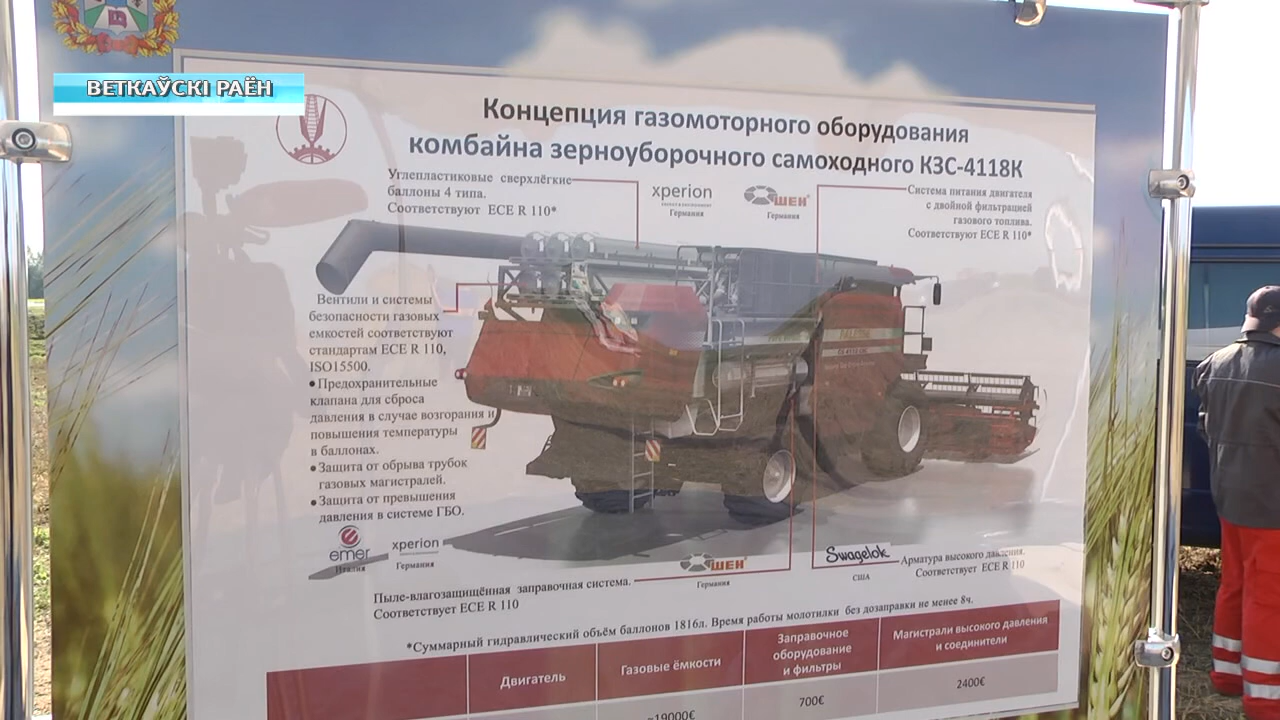 ВЕТКАЎСКІ РАЁН
Концепция газомоторного оборудования
комбайна зерноуборочного самоходного КЗС-4118К
Углепластиковые сверхлёгкие
баллоны 4 типа.
Соответствуют ECE R 110*
xperion
Германия
ШЕН
Германия
Система питания двигателя
с двойной фильтрацией
газового топлива.
Соответствуют ECE R 110*
Вентили и системы
безопасности газовых
емкостей соответствуют
стандартам ECE R 110,
ISO15500.
•Предохранительные
клапана для сброса
давления в случае возгорания и
повышения температуры
в баллонах.
•Защита от обрыва трубок
газовых магистралей.
•Защита от превышения
давления в системе ГБО.
emer
Италия
xperion
Германия
ШЕН
Германия
Swagelok
США
Арматура высокого давления.
Соответствует ECE R 110
Пыле-влагозащищённая заправочная система.
Соответствует ECE R 110
*Суммарный гидравлический объём баллонов 1816л. Время работы молотилки без дозаправки не менее 8ч.
Двигатель
Газовые ёмкости
Заправочное
оборудование
и фильтры
Магистрали высокого давления
и соединители
~19000€
700€
2400€